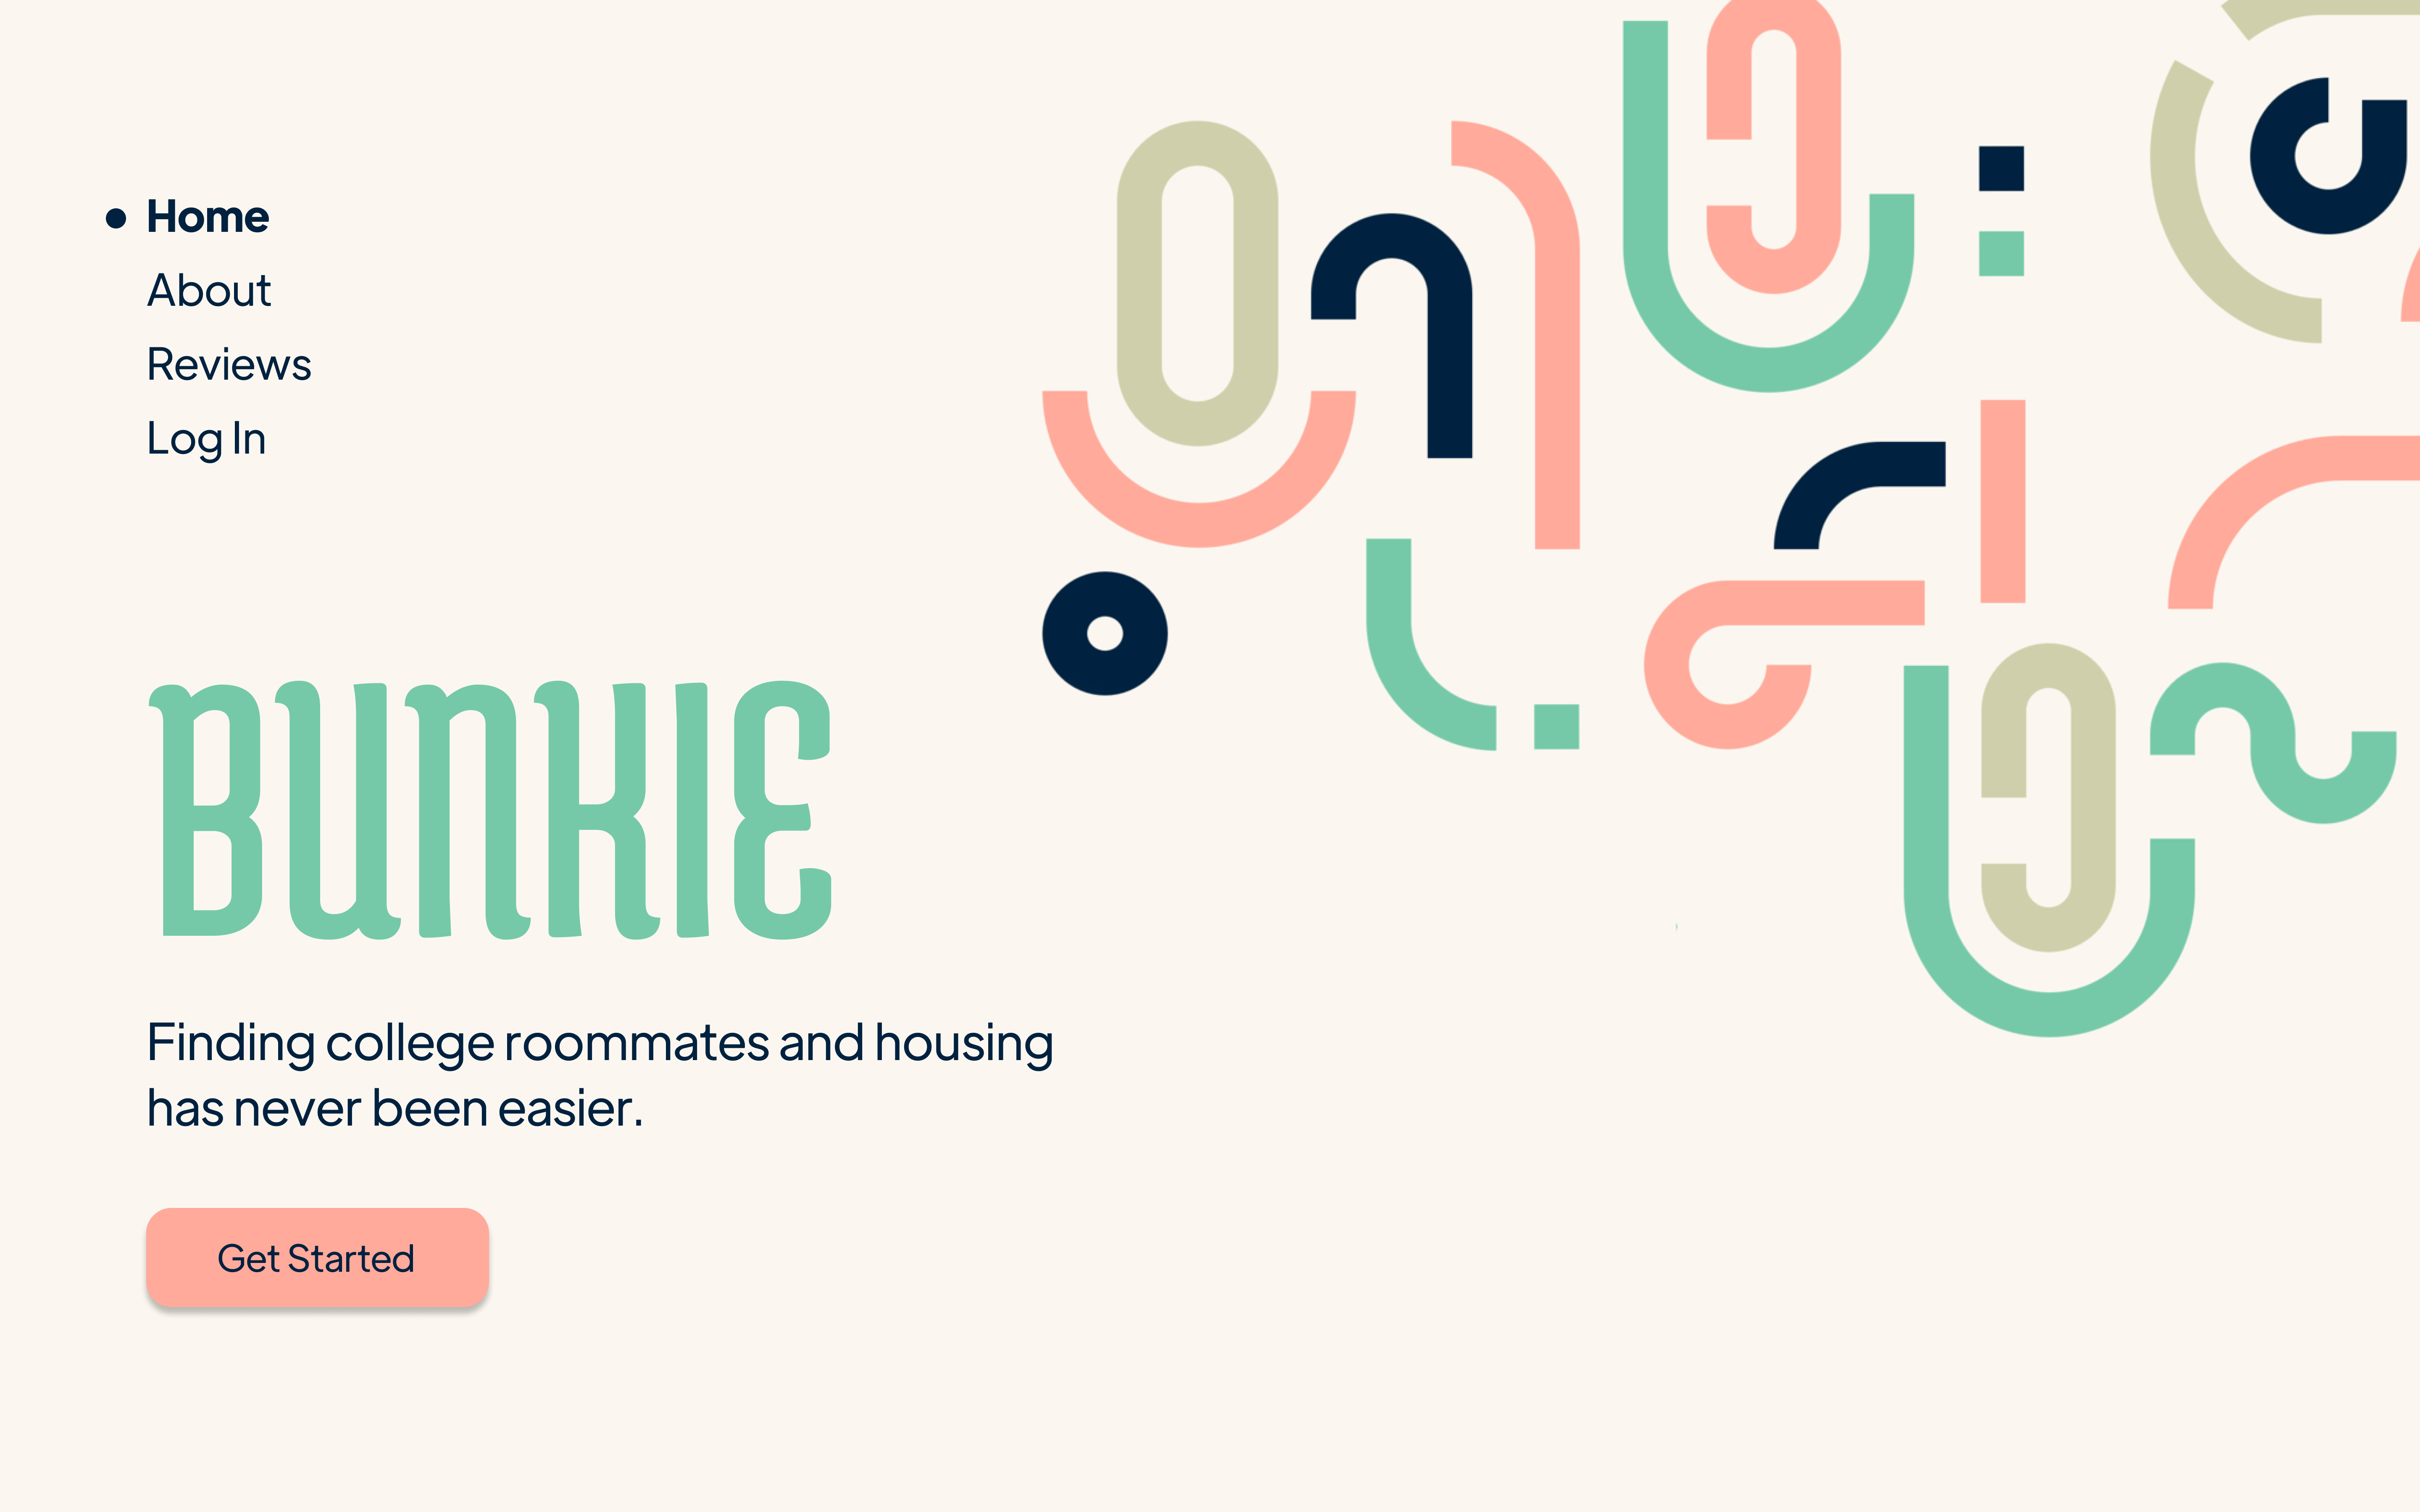 Home
About
Reviews
Log In
BUNKIE
Finding college roommates and housing
has never been easier.
Get Started